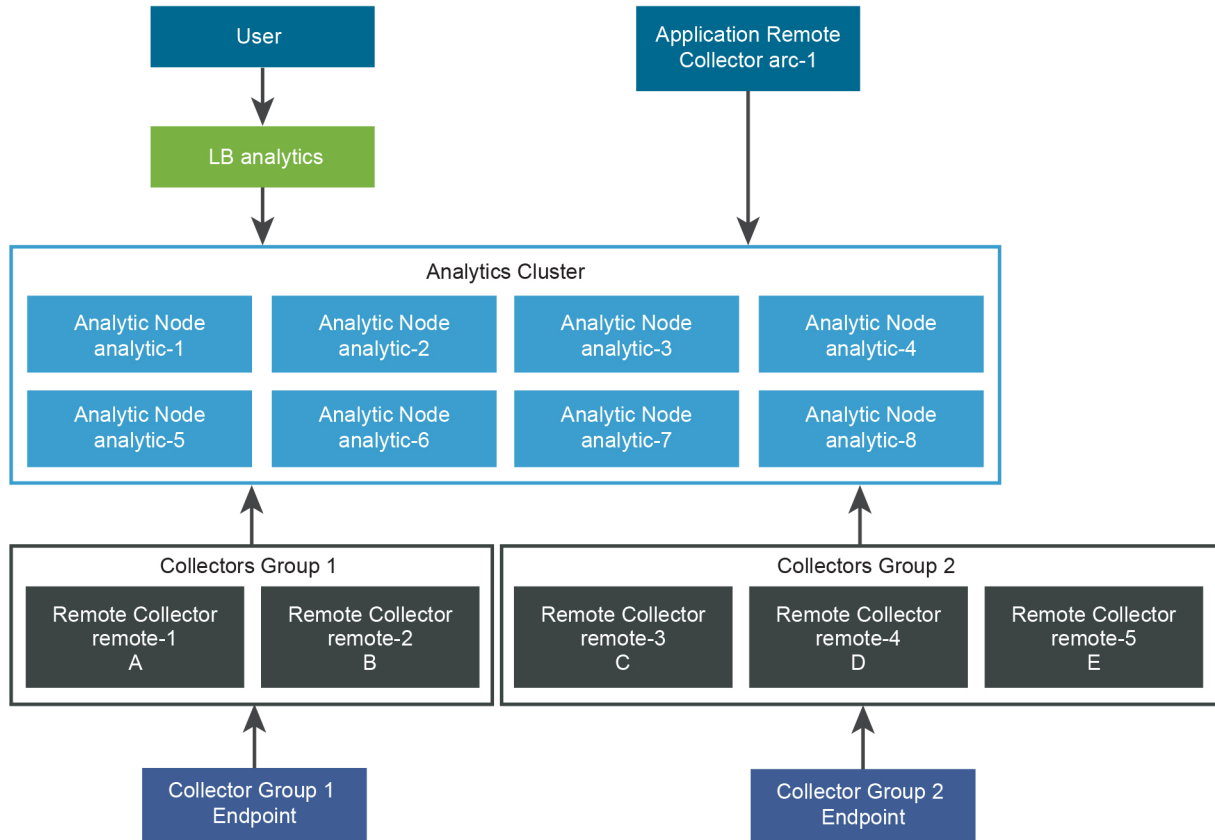 User
Application Remote
Collector arc-1
LB analytics
Analytics Cluster
Analytic Node
analytic-1
Analytic Node
analytic-2
Analytic Node
analytic-3
Analytic Node
analytic-4
Analytic Node
analytic-5
Analytic Node
analytic-6
Analytic Node
analytic-7
Analytic Node
analytic-8
Collectors Group 1
Remote Collector
remote-1
A
Remote Collector
remote-2
B
Collectors Group 2
Remote Collector
remote-3
C
Remote Collector
remote-4
D
Remote Collector
remote-5
E
Collector Group 1
Endpoint
Collector Group 2
Endpoint